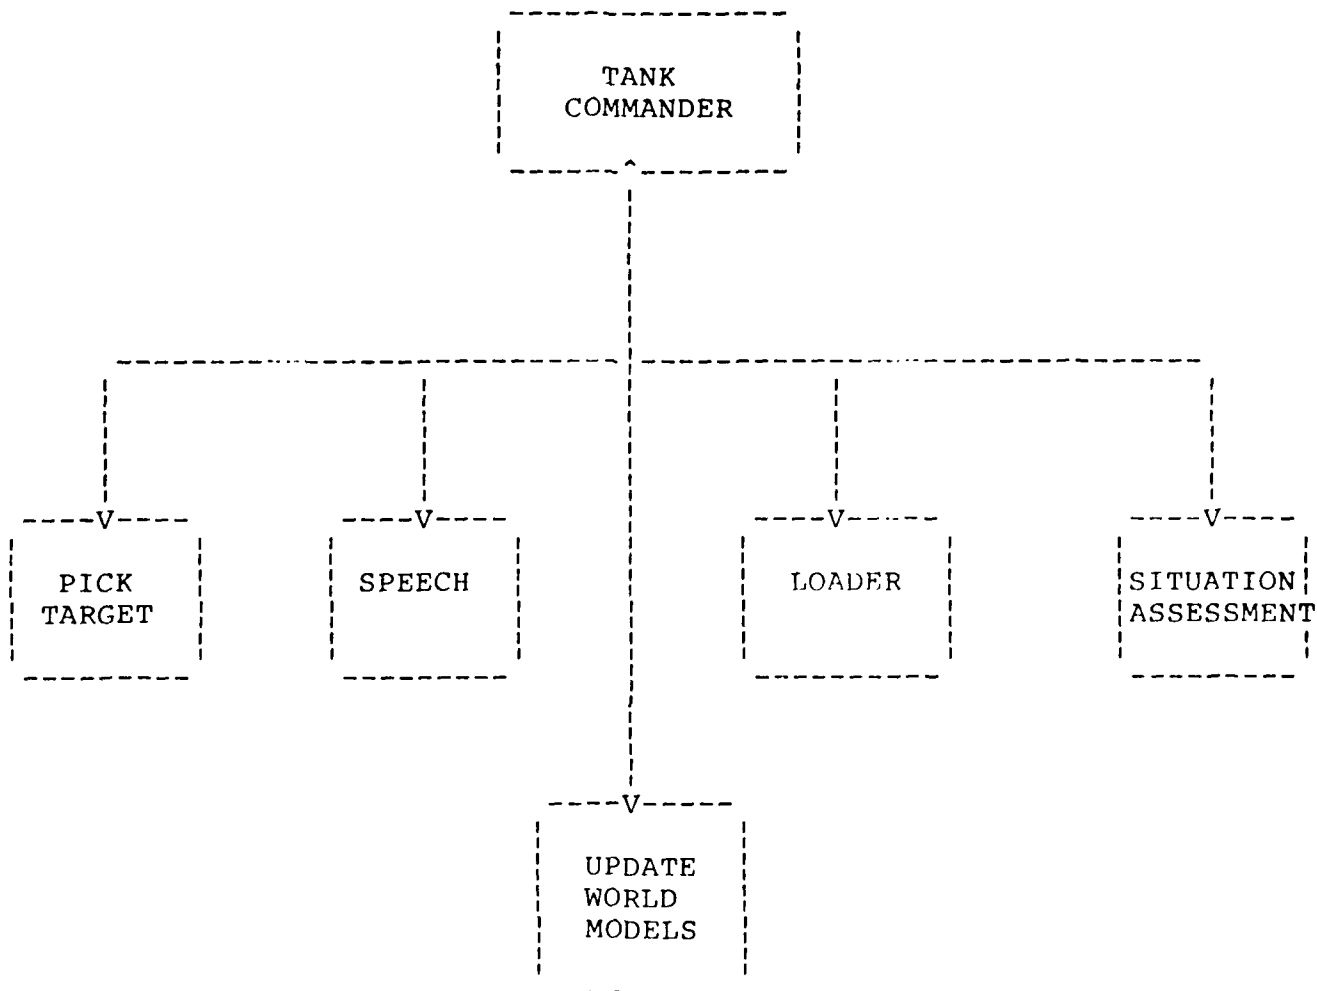 TANK
COMMANDER
PICK
TARGET
SPEECH
LOADER
SITUATION
ASSESSMENT
UPDATE
WORLD
MODELS